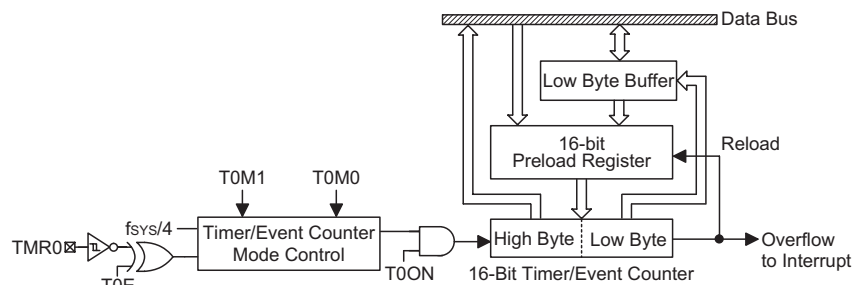 Data Bus
Low Byte Buffer
16-bit
Preload Register
Reload
T0M1
T0M0
fSYS/4
Timer/Event Counter
Mode Control
TMR0
T0ON
High Byte
Low Byte
Overflow
to Interrupt
16-Bit Timer/Event Counter